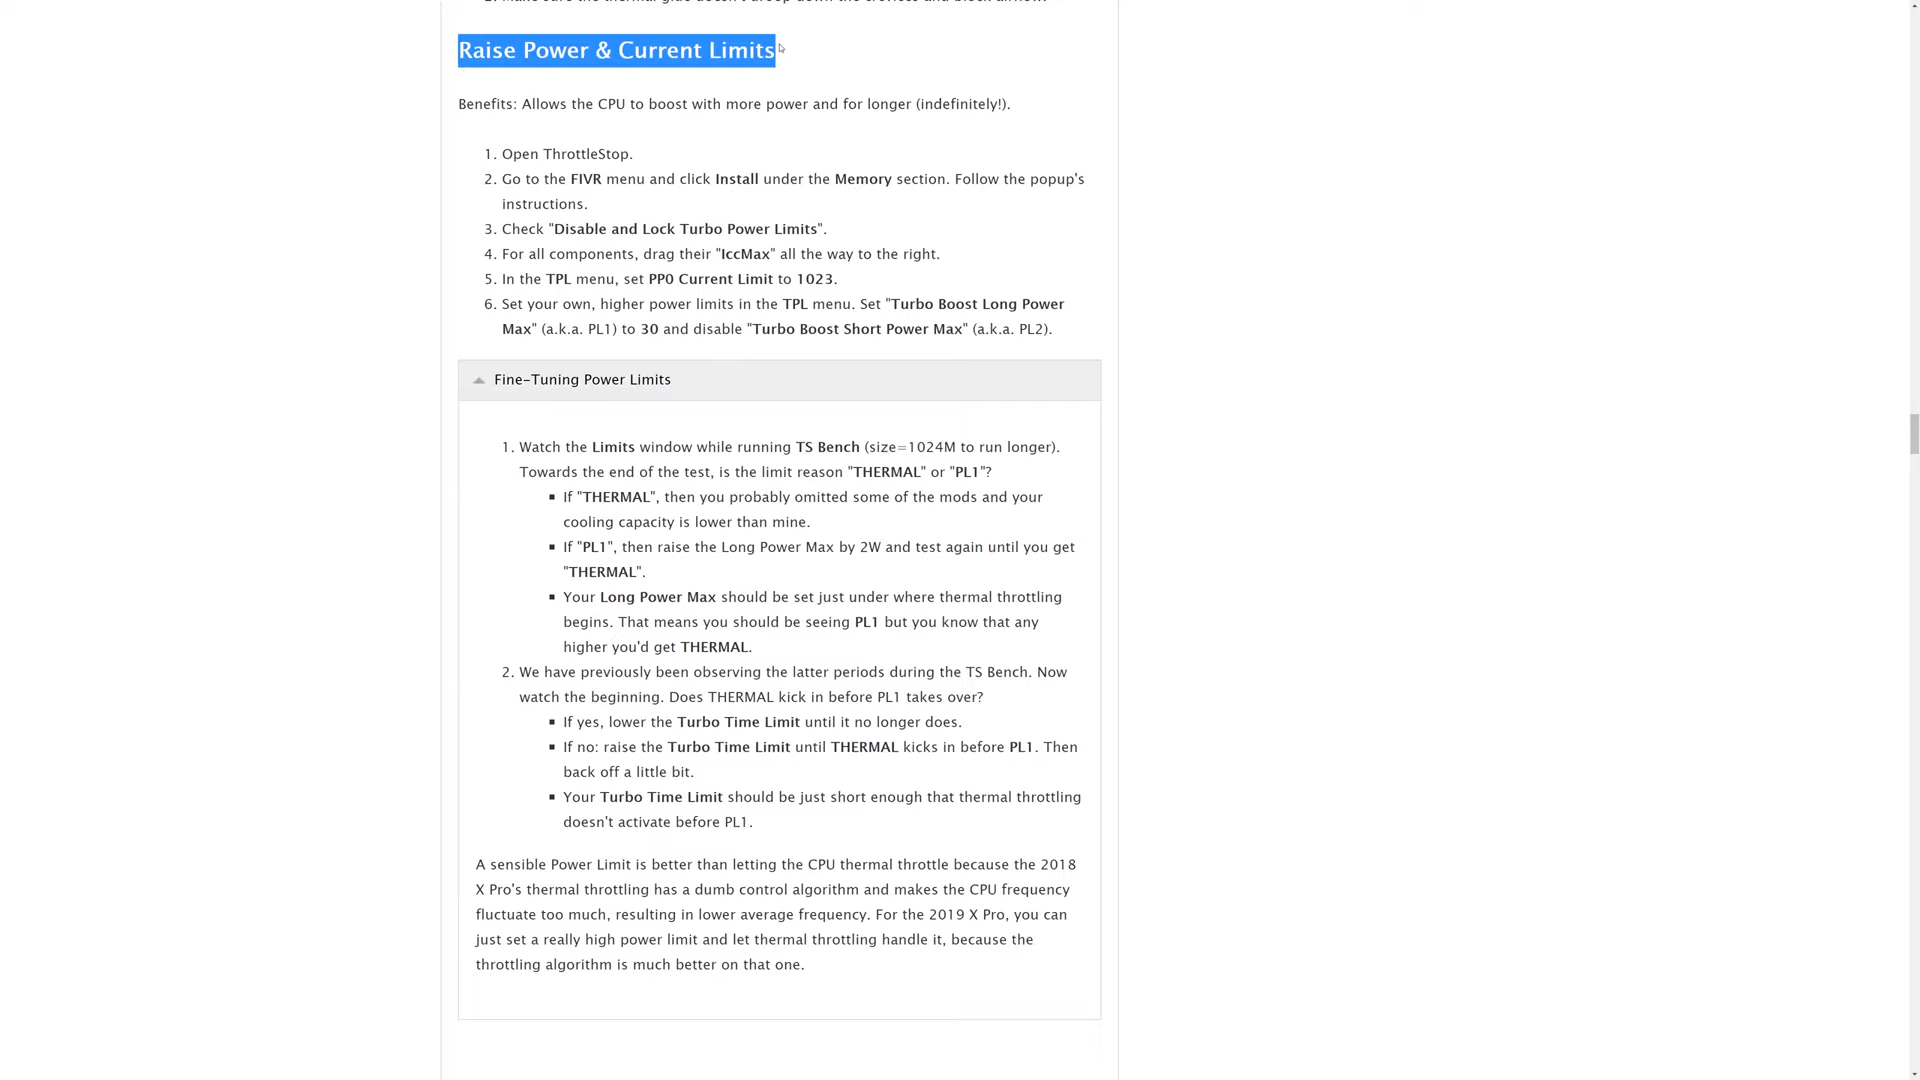 2. Make sure the thermal glue doesn't droop down the crevices and block airflow.
Raise Power & Current Limits
Benefits: Allows the CPU to boost with more power and for longer (indefinitely!).
1. Open ThrottleStop.
2. Go to the FIVR menu and click Install under the Memory section. Follow the popup's
instructions.
3. Check "Disable and Lock Turbo Power Limits".
4. For all components, drag their "IccMax" all the way to the right.
5. In the TPL menu, set PP0 Current Limit to 1023.
6. Set your own, higher power limits in the TPL menu. Set "Turbo Boost Long Power
Max" (a.k.a. PL1) to 30 and disable "Turbo Boost Short Power Max" (a.k.a. PL2).
Fine-Tuning Power Limits
1. Watch the Limits window while running TS Bench (size=1024M to run longer).
Towards the end of the test, is the limit reason "THERMAL" or "PL1"?
▪ If "THERMAL", then you probably omitted some of the mods and your
cooling capacity is lower than mine.
▪ If "PL1", then raise the Long Power Max by 2W and test again until you get
"THERMAL".
▪ Your Long Power Max should be set just under where thermal throttling
begins. That means you should be seeing PL1 but you know that any
higher you'd get THERMAL.
2. We have previously been observing the latter periods during the TS Bench. Now
watch the beginning. Does THERMAL kick in before PL1 takes over?
▪ If yes, lower the Turbo Time Limit until it no longer does.
▪ If no: raise the Turbo Time Limit until THERMAL kicks in before PL1. Then
back off a little bit.
▪ Your Turbo Time Limit should be just short enough that thermal throttling
doesn't activate before PL1.
A sensible Power Limit is better than letting the CPU thermal throttle because the 2018
X Pro's thermal throttling has a dumb control algorithm and makes the CPU frequency
fluctuate too much, resulting in lower average frequency. For the 2019 X Pro, you can
just set a really high power limit and let thermal throttling handle it, because the
throttling algorithm is much better on that one.